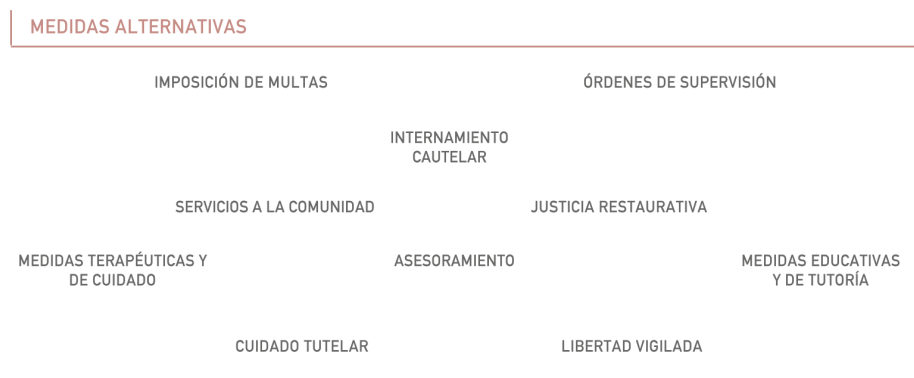 MEDIDAS ALTERNATIVAS
IMPOSICIÓN DE MULTAS
ÓRDENES DE SUPERVISIÓN
INTERNAMIENTO
CAUTELAR
SERVICIOS A LA COMUNIDAD
JUSTICIA RESTAURATIVA
MEDIDAS TERAPÉUTICAS Y
DE CUIDADO
ASESORAMIENTO
MEDIDAS EDUCATIVAS
Y DE TUTORÍA
CUIDADO TUTELAR
LIBERTAD VIGILADA